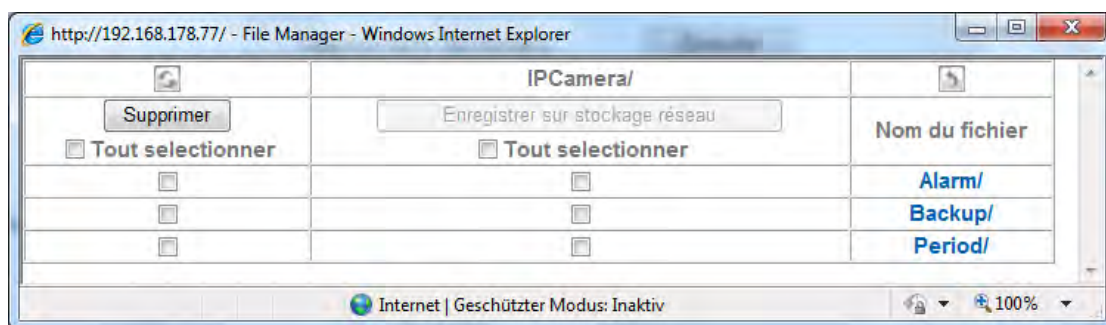 http://192.168.178.77/ - File Manager - Windows Internet Explorer
IPCamera/
Supprimer
Enregistrer sur stockage réseau
Nom du fichier
Tout selectionner
Tout selectionner
Alarm/
Backup/
Period/
Internet | Geschützter Modus: Inaktiv
100%